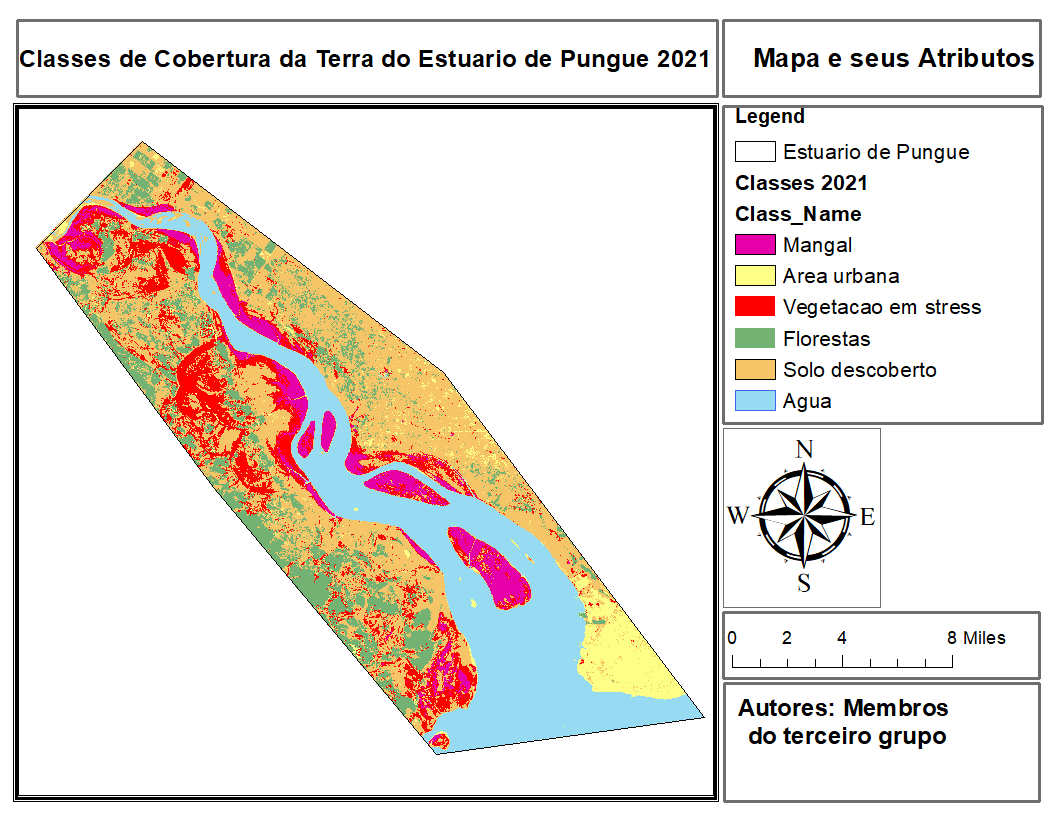 Classes de Cobertura da Terra do Estuario de Pungue 2021
Mapa e seus Atributos
Legend
Estuario de Pungue
Classes 2021
Class_Name
Mangal
Area urbana
Vegetacao em stress
Florestas
Solo descoberto
Agua
N
W E
S
0 2 4 8 Miles
Autores: Membros
do terceiro grupo